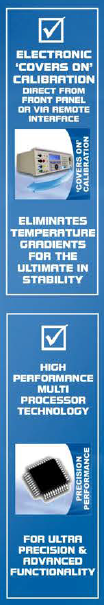 ELECTRONIC
'COVERS ON'
CALIBRATION
DIRECT FROM
FRONT PANEL
OR VIA REMOTE
INTERFACE
'COVERS ON'
CALIBRATION
ELIMINATES
TEMPERATURE
GRADIENTS
FOR THE
ULTIMATE IN
STABILITY
HIGH
PERFORMANCE
MULTI
PROCESSOR
TECHNOLOGY
PRECISION
PERFORMANCE
FOR ULTRA
PRECISION &
ADVANCED
FUNCTIONALITY